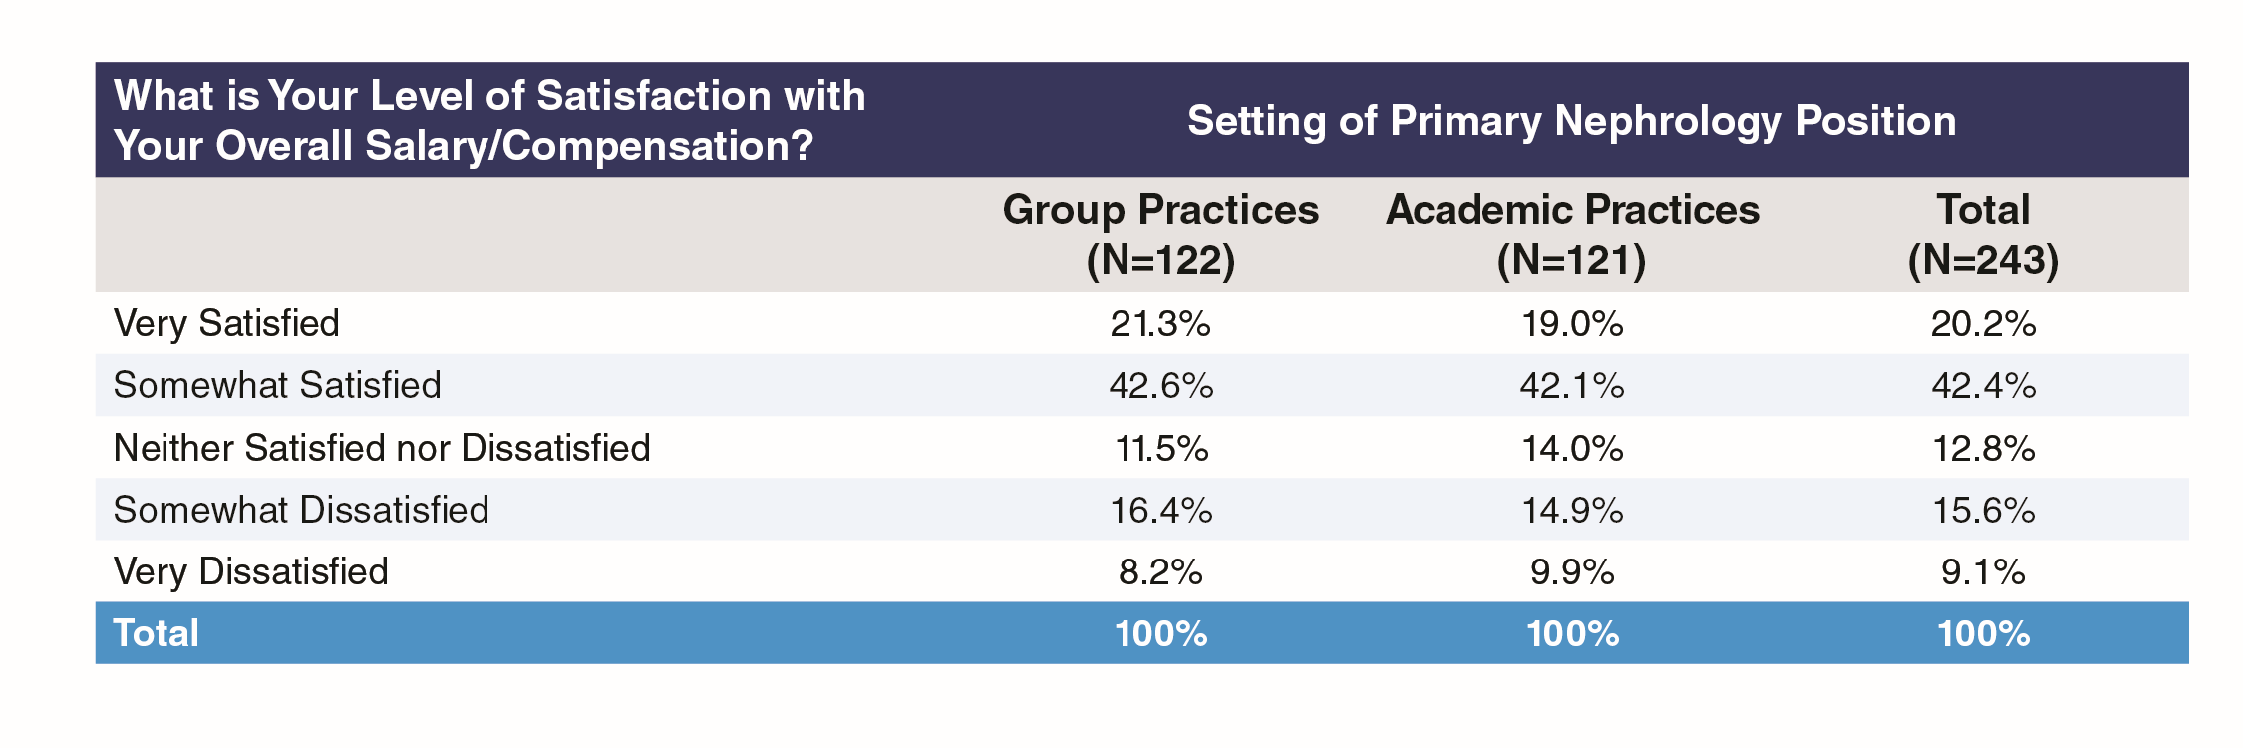 What is Your Level of Satisfaction with
Your Overall Salary/Compensation?
Setting of Primary Nephrology Position
Group Practices Academic Practices Total
(N=122) (N=121) (N=243)
Very Satisfied 21.3% 19.0% 20.2%
Somewhat Satisfied 42.6% 42.1% 42.4%
Neither Satisfied nor Dissatisfied 11.5% 14.0% 12.8%
Somewhat Dissatisfied 16.4% 14.9% 15.6%
Very Dissatisfied 8.2% 9.9% 9.1%
Total 100% 100% 100%